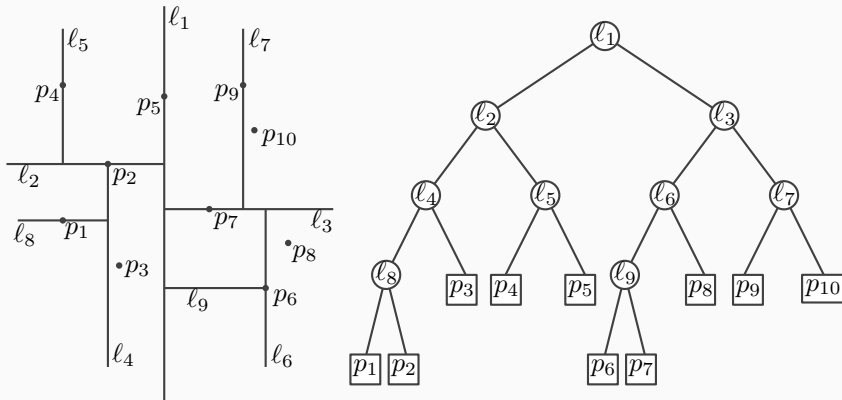 ℓ₁
ℓ₅
ℓ₇
p₄
p₅
p₉
p₁₀
ℓ₂
p₂
p₇
ℓ₃
ℓ₈
p₁
p₈
p₃
ℓ₉
p₆
ℓ₄
ℓ₆
ℓ₁
ℓ₂ ℓ₃
ℓ₄ ℓ₅ ℓ₆ ℓ₇
ℓ₈ p₃ p₄ p₅ ℓ₉ p₈ p₉ p₁₀
p₁ p₂ p₆ p₇